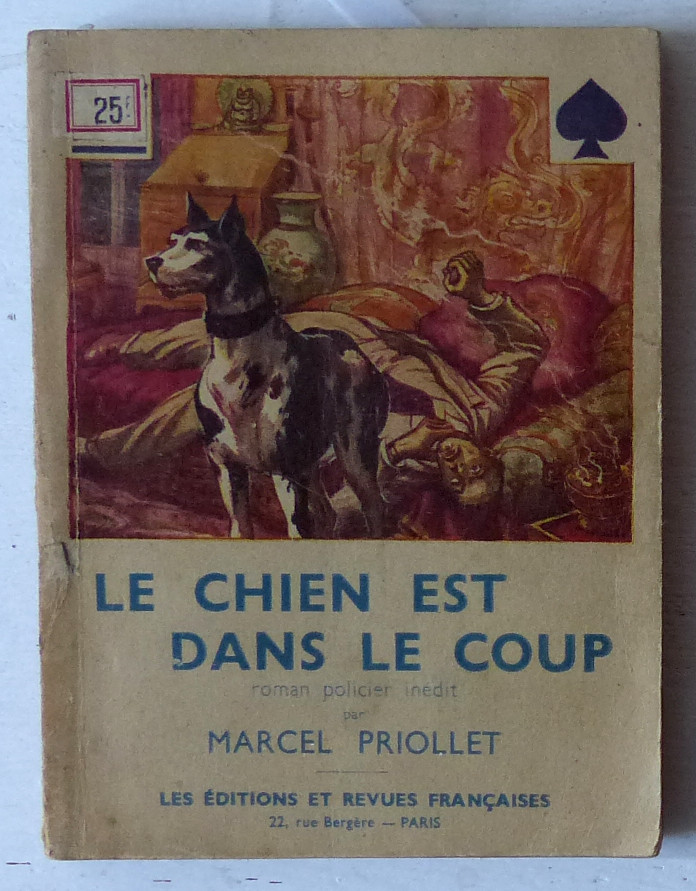 25f
LE CHIEN EST
DANS LE COUP
roman policier inédit
par
MARCEL PRIOLLET
LES ÉDITIONS ET REVUES FRANÇAISES
22, rue Bergère — PARIS